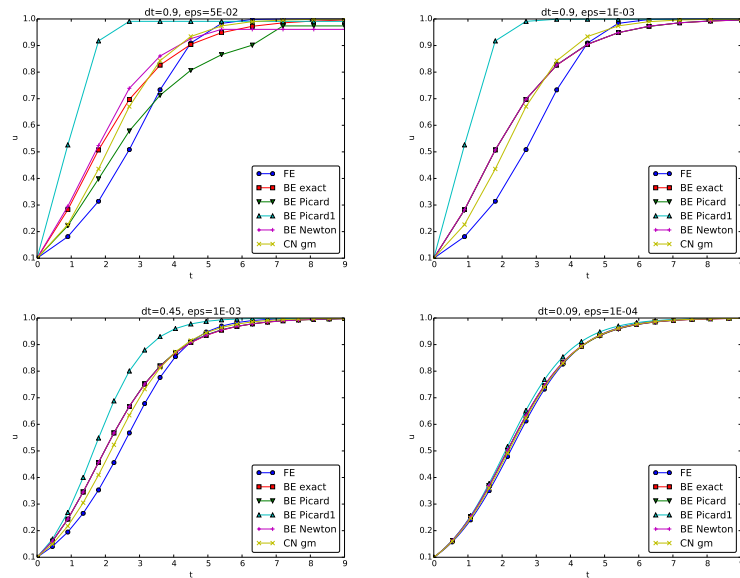 dt=0.9, eps=5E-02
1.0
0.9
0.8
0.7
0.6
0.5
0.4
0.3
0.2
0.1
u
0 1 2 3 4 5 6 7 8 9
t
FE
BE exact
BE Picard
BE Picard1
BE Newton
CN gm
dt=0.9, eps=1E-03
1.0
0.9
0.8
0.7
0.6
0.5
0.4
0.3
0.2
0.1
u
0 1 2 3 4 5 6 7 8
t
FE
BE exact
BE Picard
BE Picard1
BE Newton
CN gm
dt=0.45, eps=1E-03
1.0
0.9
0.8
0.7
0.6
0.5
0.4
0.3
0.2
0.1
u
0 1 2 3 4 5 6 7 8 9
t
FE
BE exact
BE Picard
BE Picard1
BE Newton
CN gm
dt=0.09, eps=1E-04
1.0
0.9
0.8
0.7
0.6
0.5
0.4
0.3
0.2
0.1
u
0 1 2 3 4 5 6 7 8
t
FE
BE exact
BE Picard
BE Picard1
BE Newton
CN gm